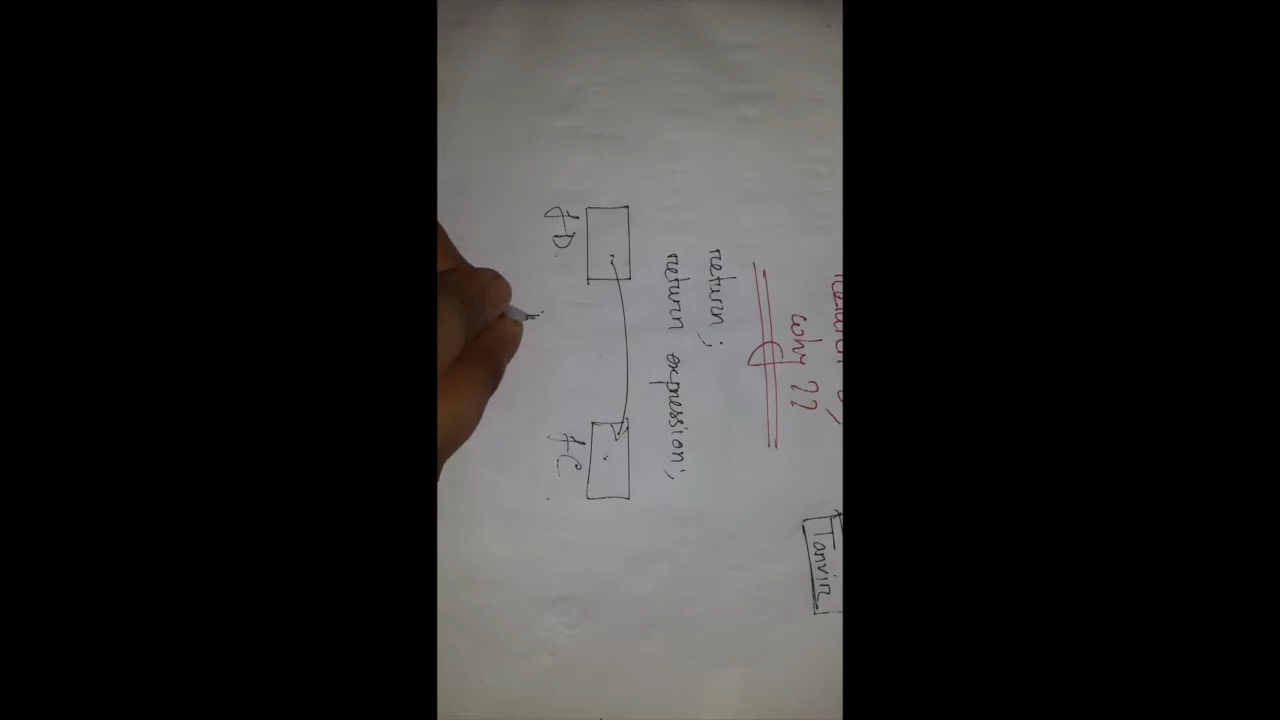 Tanvir
why ??
return;
return expression;
fD.
fC.